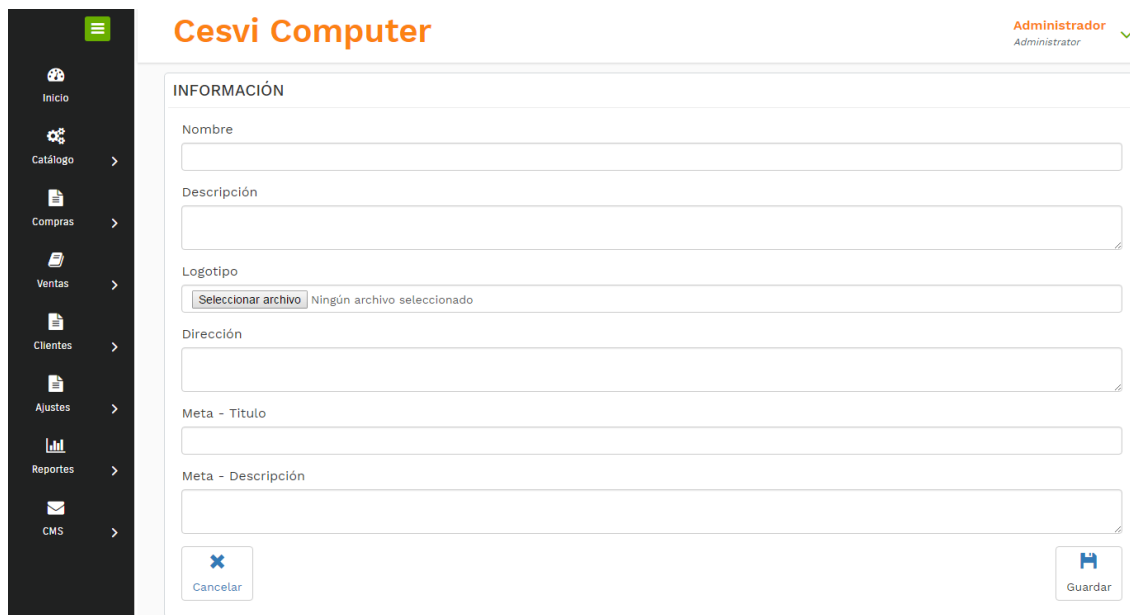 Cesvi Computer
Administrador
Administrator
Inicio
Catálogo
Compras
Ventas
Clientes
Ajustes
Reportes
CMS
INFORMACIÓN
Nombre
Descripción
Logotipo
Seleccionar archivo Ningún archivo seleccionado
Dirección
Meta - Titulo
Meta - Descripción
Cancelar
Guardar